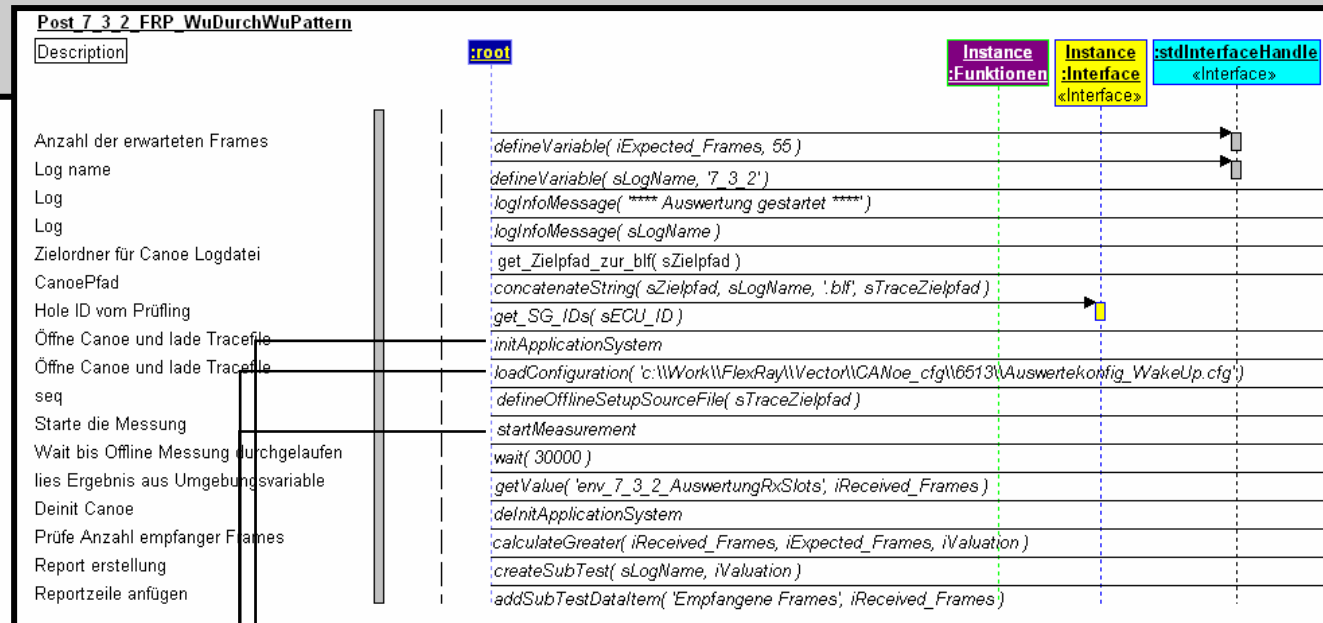 Post_7_3_2_FRP_WuDurchWuPattern
Description
:root
Instance
:Funktionen
Instance
:Interface
«Interface»
:stdInterfaceHandle
«Interface»
Anzahl der erwarteten Frames
defineVariable( iExpected_Frames, 55 )
Log name
defineVariable( sLogName, '7_3_2' )
Log
logInfoMessage( '**** Auswertung gestartet ****' )
Log
logInfoMessage( sLogName )
Zielordner für Canoe Logdatei
get_Zielpfad_zur_blf( sZielpfad )
CanoePfad
concatenateString( sZielpfad, sLogName, '.blf', sTraceZielpfad )
Hole ID vom Prüfling
get_SG_IDs( sECU_ID )
Öffne Canoe und lade Tracefile
initApplicationSystem
Öffne Canoe und lade Tracefile
loadConfiguration( 'c:\\Work\\FlexRay\\Vector\\CANoe_cfg\\6513\\Auswertekonfig_WakeUp.cfg' )
seq
defineOfflineSetupSourceFile( sTraceZielpfad )
Starte die Messung
startMeasurement
Wait bis Offline Messung durchgelaufen
wait( 30000 )
lies Ergebnis aus Umgebungsvariable
getValue( 'env_7_3_2_AuswertungRxSlots', iReceived_Frames )
Deinit Canoe
deInitApplicationSystem
Prüfe Anzahl empfanger Frames
calculateGreater( iReceived_Frames, iExpected_Frames, iValuation )
Report erstellung
createSubTest( sLogName, iValuation )
Reportzeile anfügen
addSubTestDataItem( 'Empfangene Frames', iReceived_Frames )